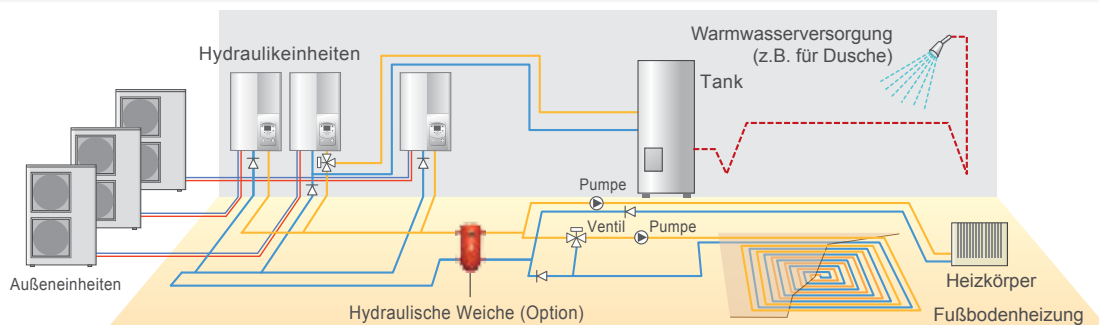 Warmwasserversorgung
(z.B. für Dusche)
Hydraulikeinheiten
Tank
Pumpe
Ventil
Pumpe
Außeneinheiten
Heizkörper
Hydraulische Weiche (Option)
Fußbodenheizung